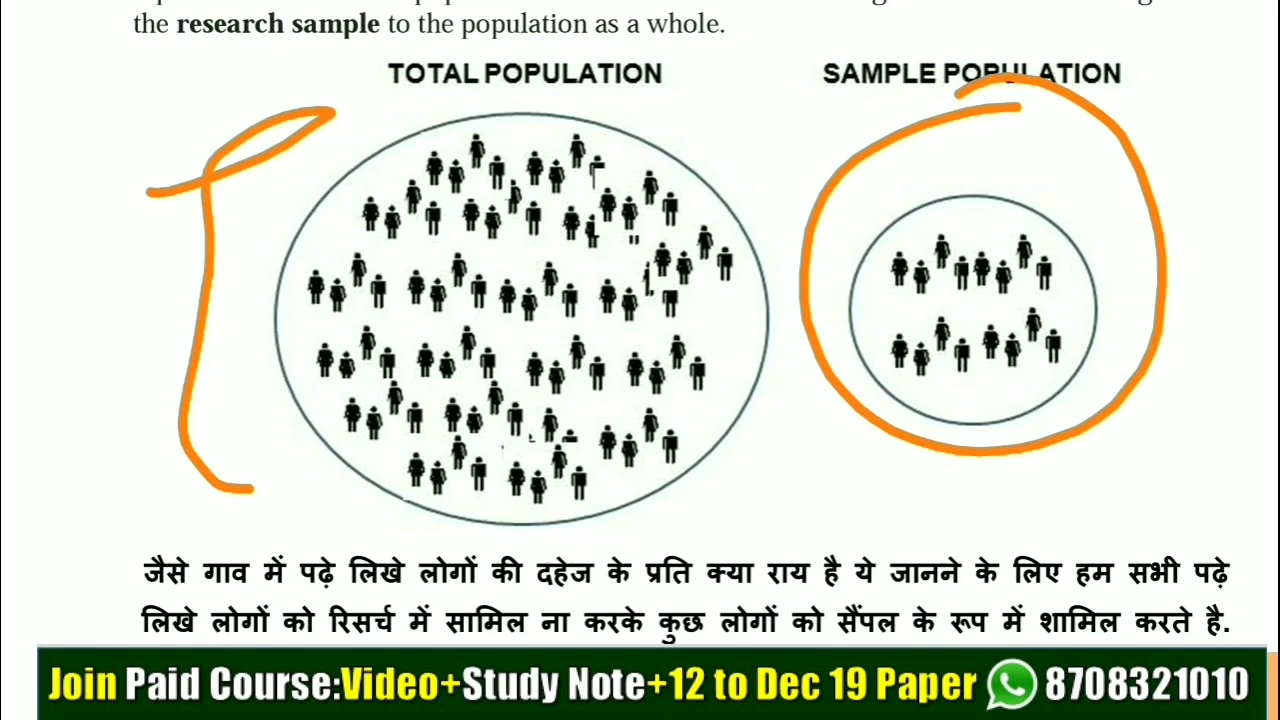 the research sample to the population as a whole.
TOTAL POPULATION SAMPLE POPULATION
जैसे गाव में पढ़े लिखे लोगों की दहेज के प्रति क्या राय है ये जानने के लिए हम सभी पढ़े
लिखे लोगों को रिसर्च में सामिल ना करके कुछ लोगों को सैंपल के रूप में शामिल करते है.
Join Paid Course:Video+Study Note+12 to Dec 19 Paper 8708321010